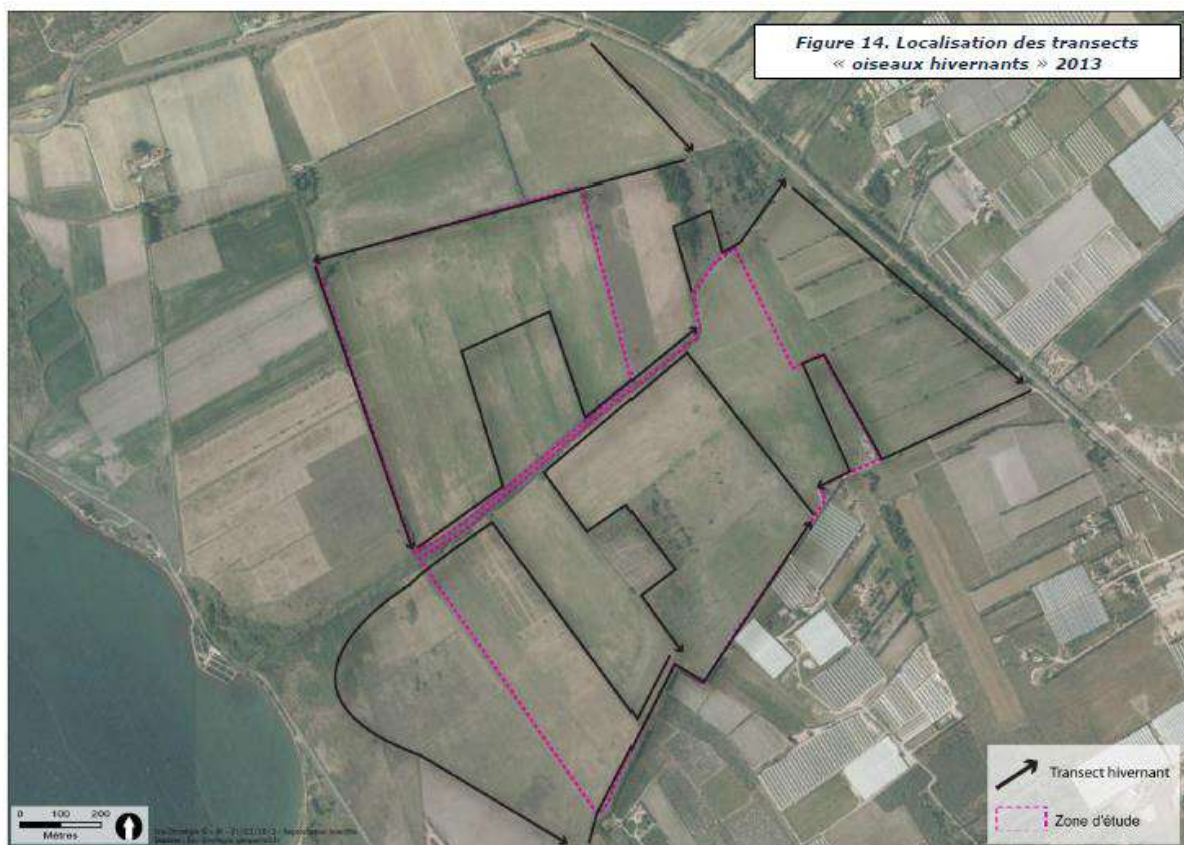 Figure 14. Localisation des transects
« oiseaux hivernants » 2013
Transect hivernant
Zone d'étude
0 100 200
Mètres